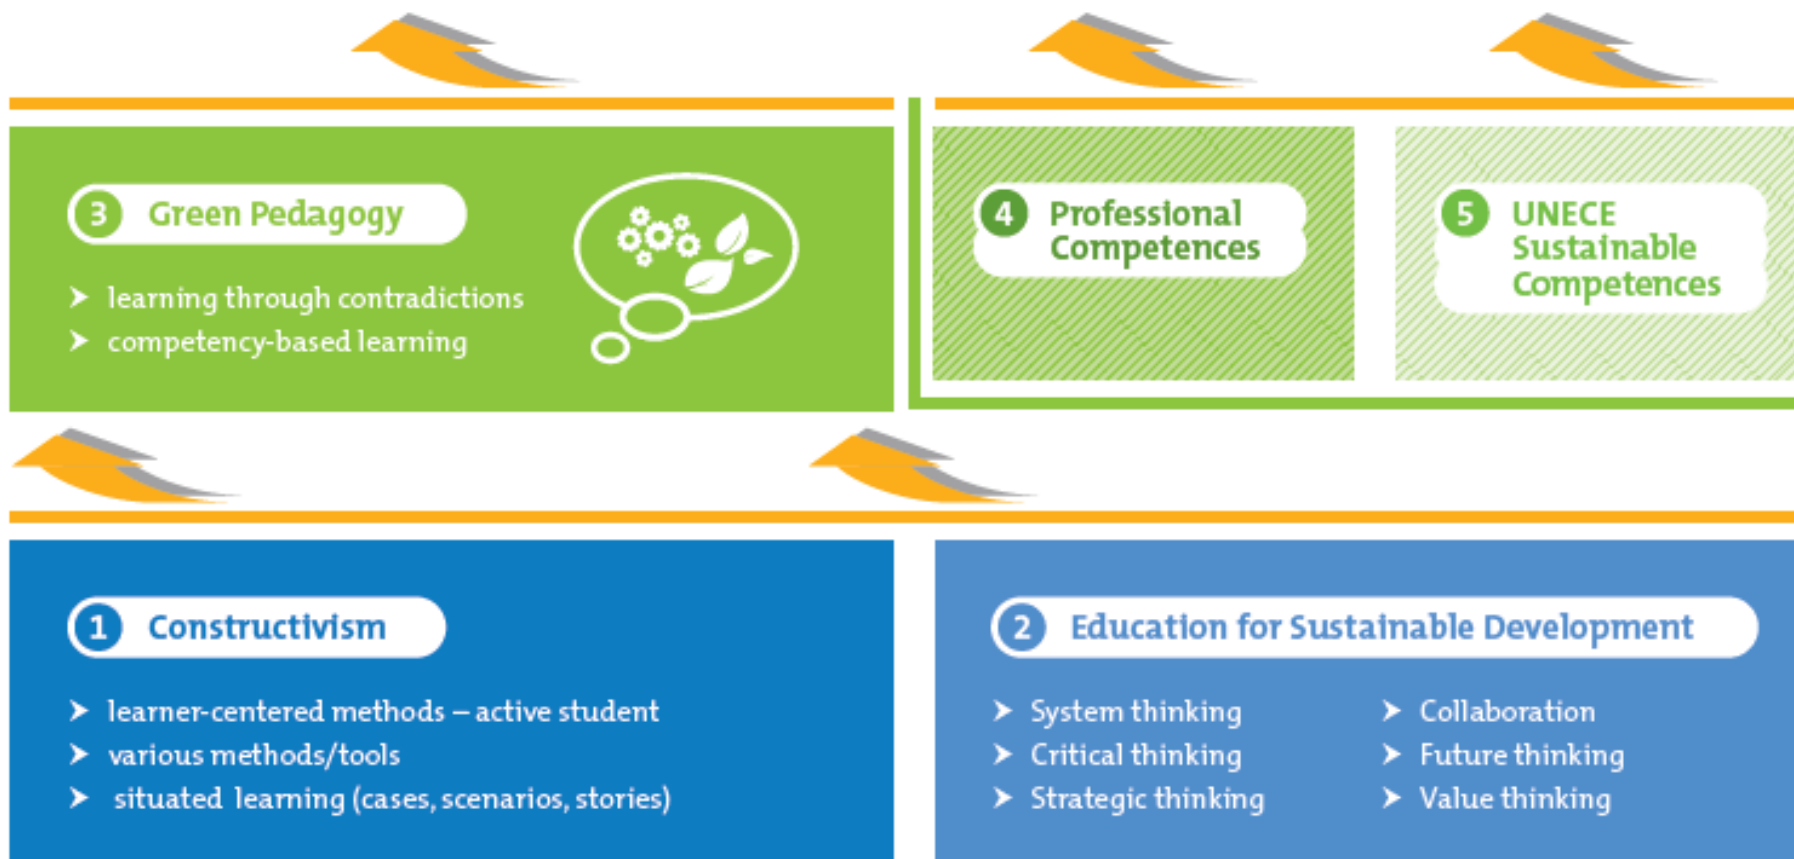 3 Green Pedagogy
➤ learning through contradictions
➤ competency-based learning
4 Professional
Competences
5 UNECE
Sustainable
Competences
1 Constructivism
➤ learner-centered methods – active student
➤ various methods/tools
➤ situated learning (cases, scenarios, stories)
2 Education for Sustainable Development
➤ System thinking
➤ Critical thinking
➤ Strategic thinking
➤ Collaboration
➤ Future thinking
➤ Value thinking